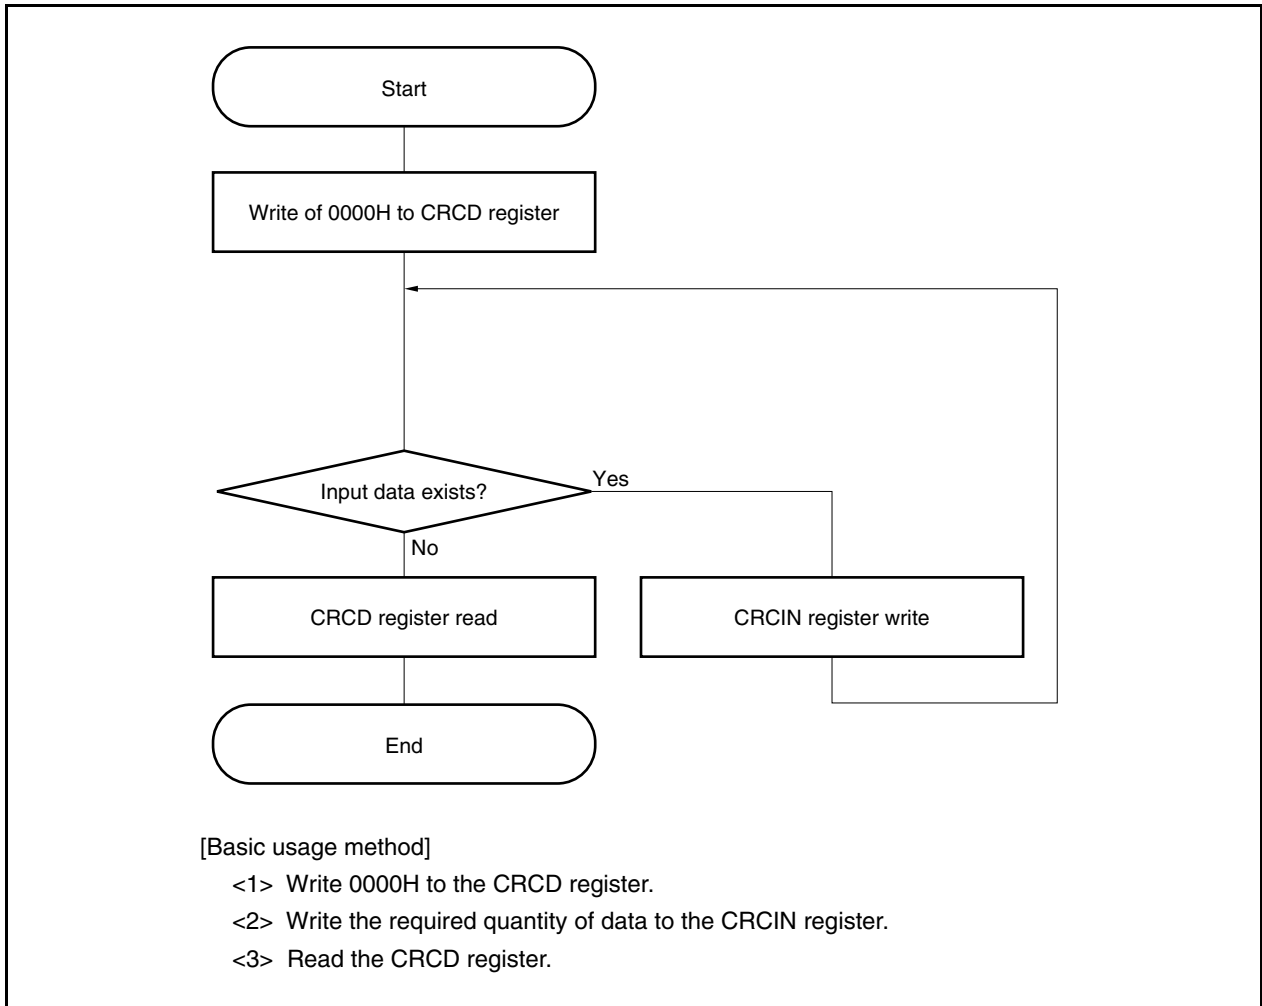 Start
Write of 0000H to CRCD register
Input data exists?
Yes
No
CRCD register read
CRCIN register write
End
[Basic usage method]
<1> Write 0000H to the CRCD register.
<2> Write the required quantity of data to the CRCIN register.
<3> Read the CRCD register.